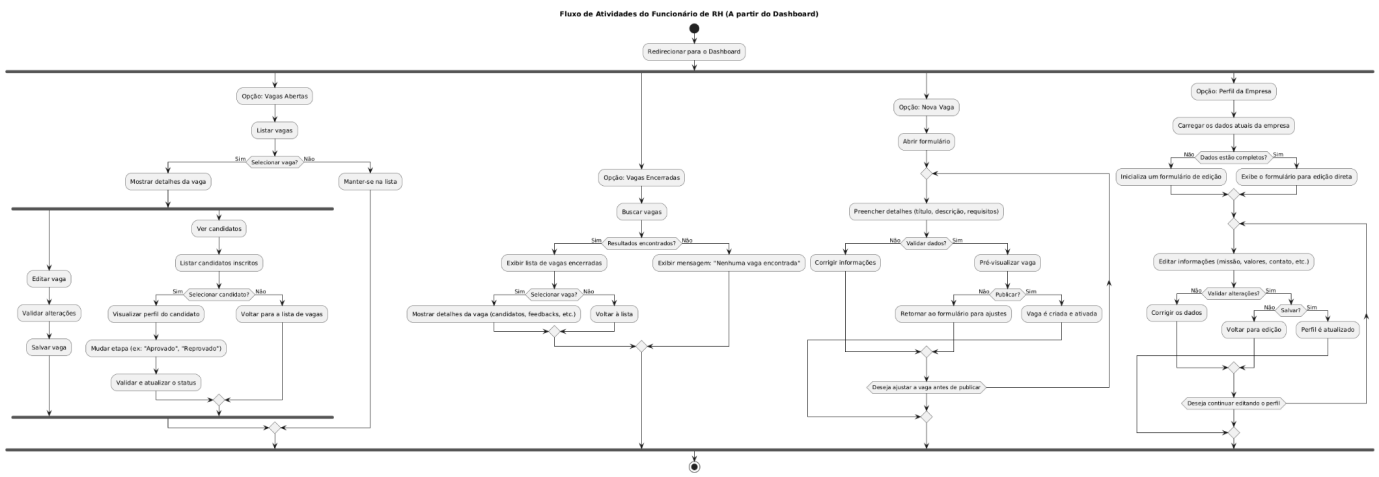 Fluxo de Atividades do Funcionário de RH (A partir do Dashboard)
Redirecionar para o Dashboard
Opção: Vagas Abertas
Listar vagas
Sim
Selecionar vaga?
Não
Mostrar detalhes da vaga
Manter-se na lista
Editar vaga
Validar alterações
Salvar vaga
Ver candidatos
Listar candidatos inscritos
Sim
Selecionar candidato?
Não
Visualizar perfil do candidato
Voltar para a lista de vagas
Mudar etapa (ex: "Aprovado", "Reprovado")
Validar e atualizar o status
Opção: Vagas Encerradas
Buscar vagas
Sim
Resultados encontrados?
Não
Exibir lista de vagas encerradas
Exibir mensagem: "Nenhuma vaga encontrada"
Sim
Selecionar vaga?
Não
Mostrar detalhes da vaga (candidatos, feedbacks, etc.)
Voltar à lista
Opção: Nova Vaga
Abrir formulário
Preencher detalhes (título, descrição, requisitos)
Não
Validar dados?
Sim
Corrigir informações
Pré-visualizar vaga
Não
Publicar?
Sim
Retornar ao formulário para ajustes
Vaga é criada e ativada
Deseja ajustar a vaga antes de publicar
Opção: Perfil da Empresa
Carregar os dados atuais da empresa
Não
Dados estão completos?
Sim
Inicializa um formulário de edição
Exibe o formulário para edição direta
Editar informações (missão, valores, contato, etc.)
Não
Validar alterações?
Sim
Corrigir os dados
Não
Salvar?
Sim
Voltar para edição
Perfil é atualizado
Deseja continuar editando o perfil